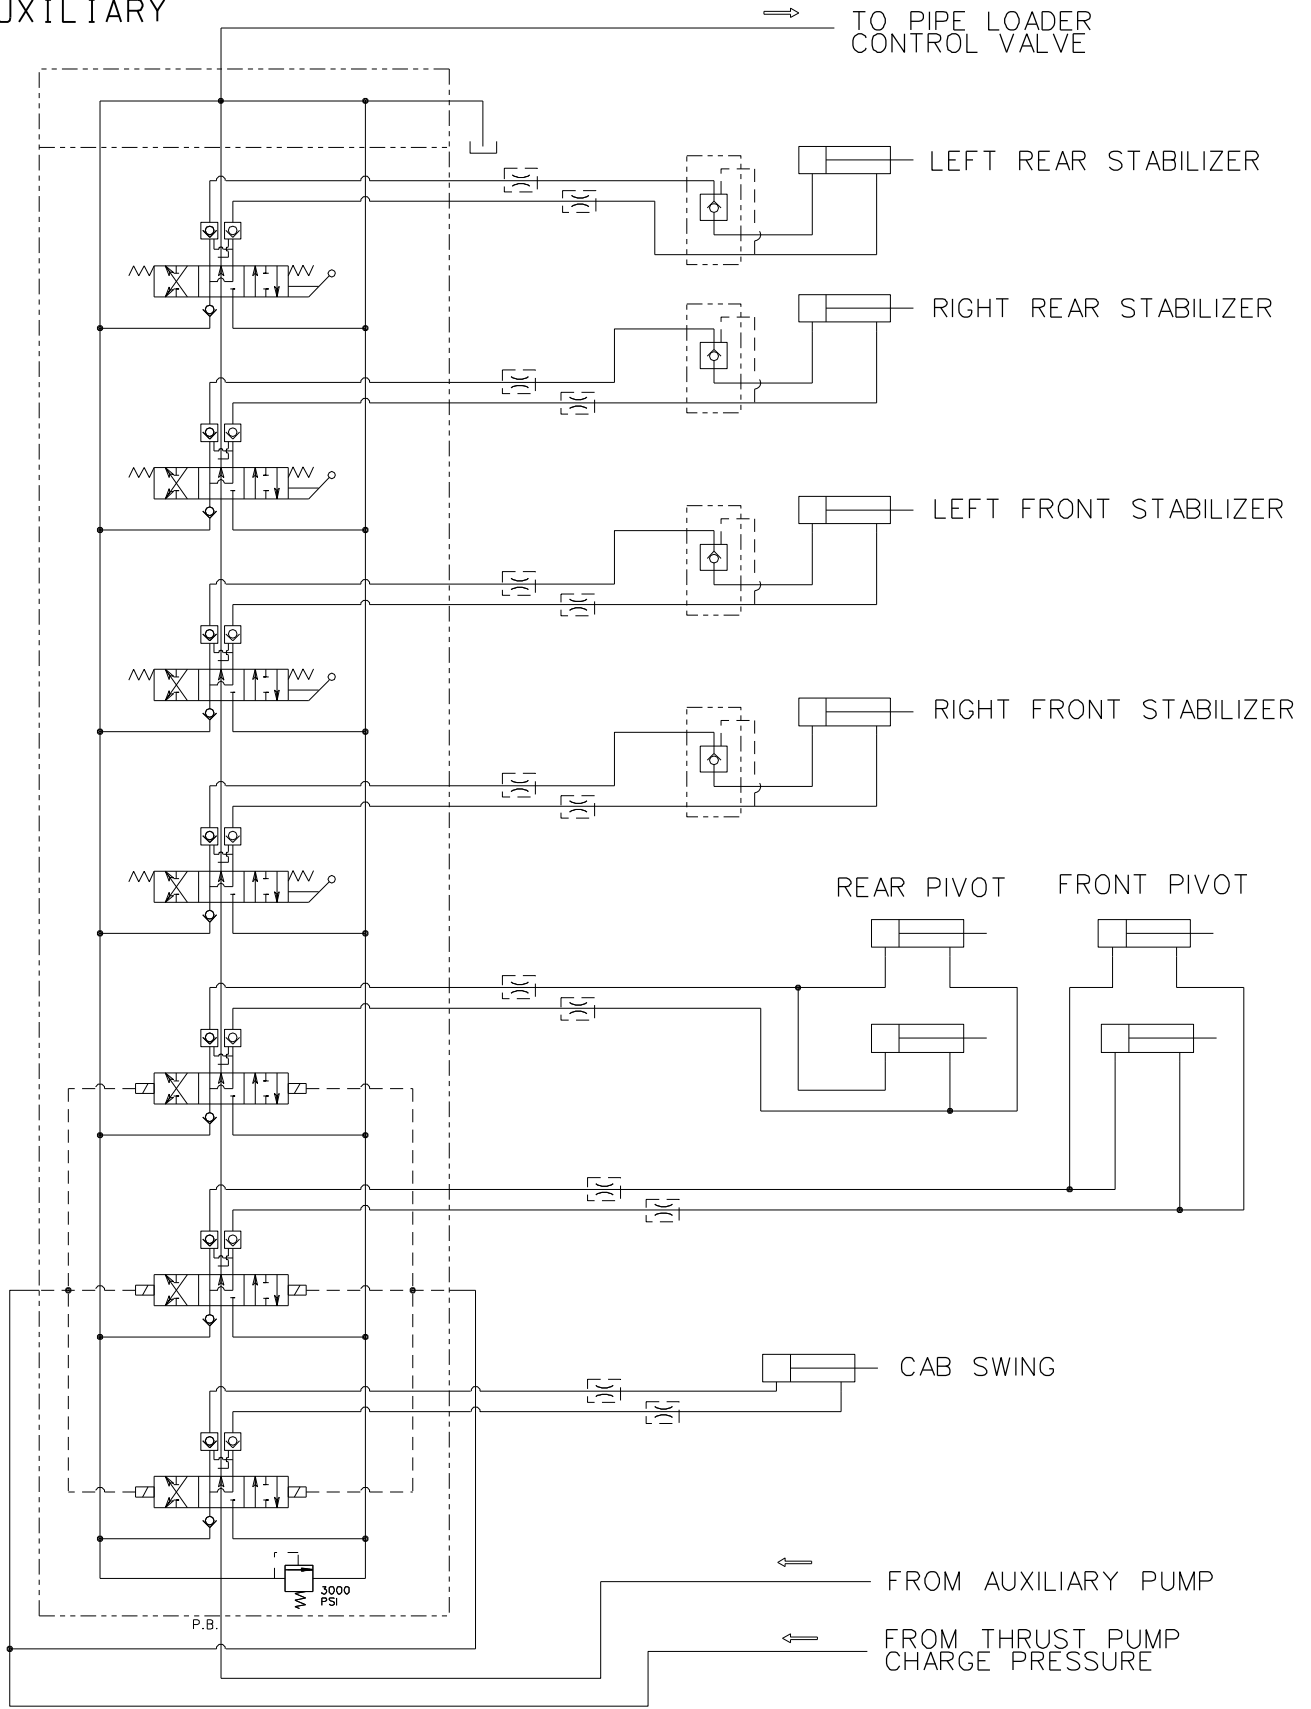 TO PIPE LOADER
CONTROL VALVE
LEFT REAR STABILIZER
RIGHT REAR STABILIZER
LEFT FRONT STABILIZER
RIGHT FRONT STABILIZER
REAR PIVOT
FRONT PIVOT
CAB SWING
3000
PSI
FROM AUXILIARY PUMP
P.B.
FROM THRUST PUMP
CHARGE PRESSURE